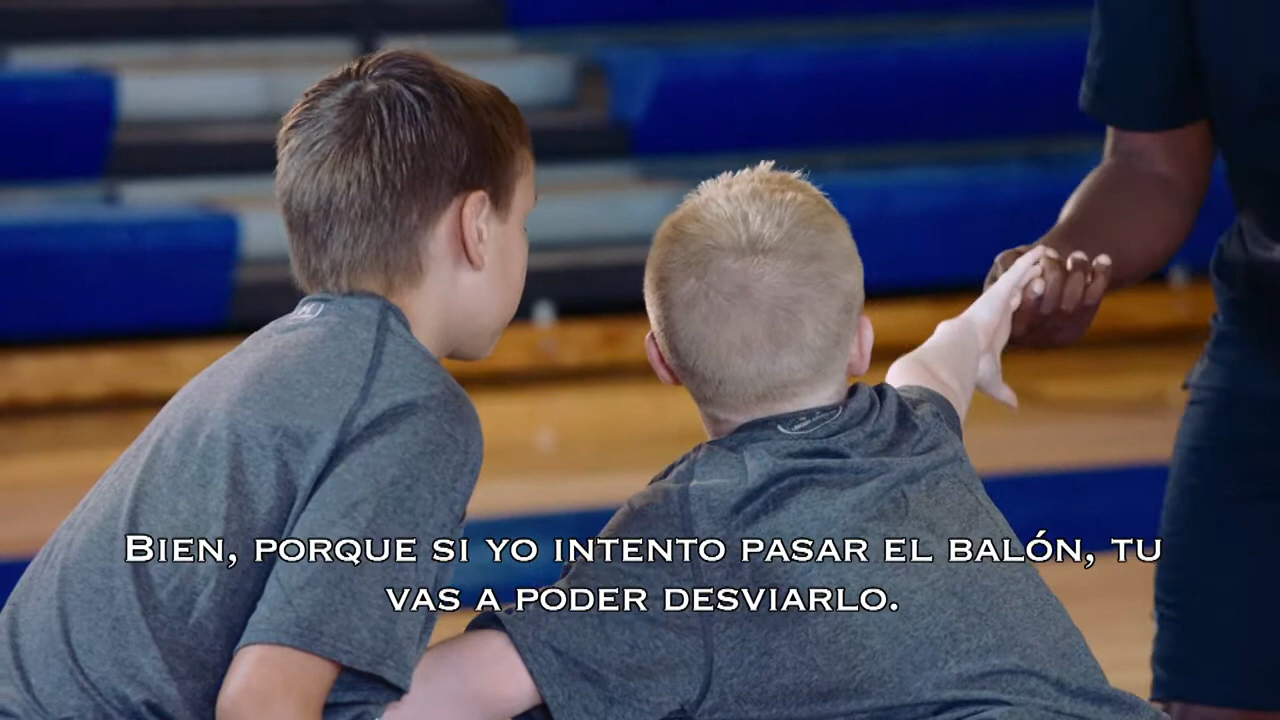 BIEN, PORQUE SI YO INTENTO PASAR EL BALÓN, TU
VAS A PODER DESVIARLO.